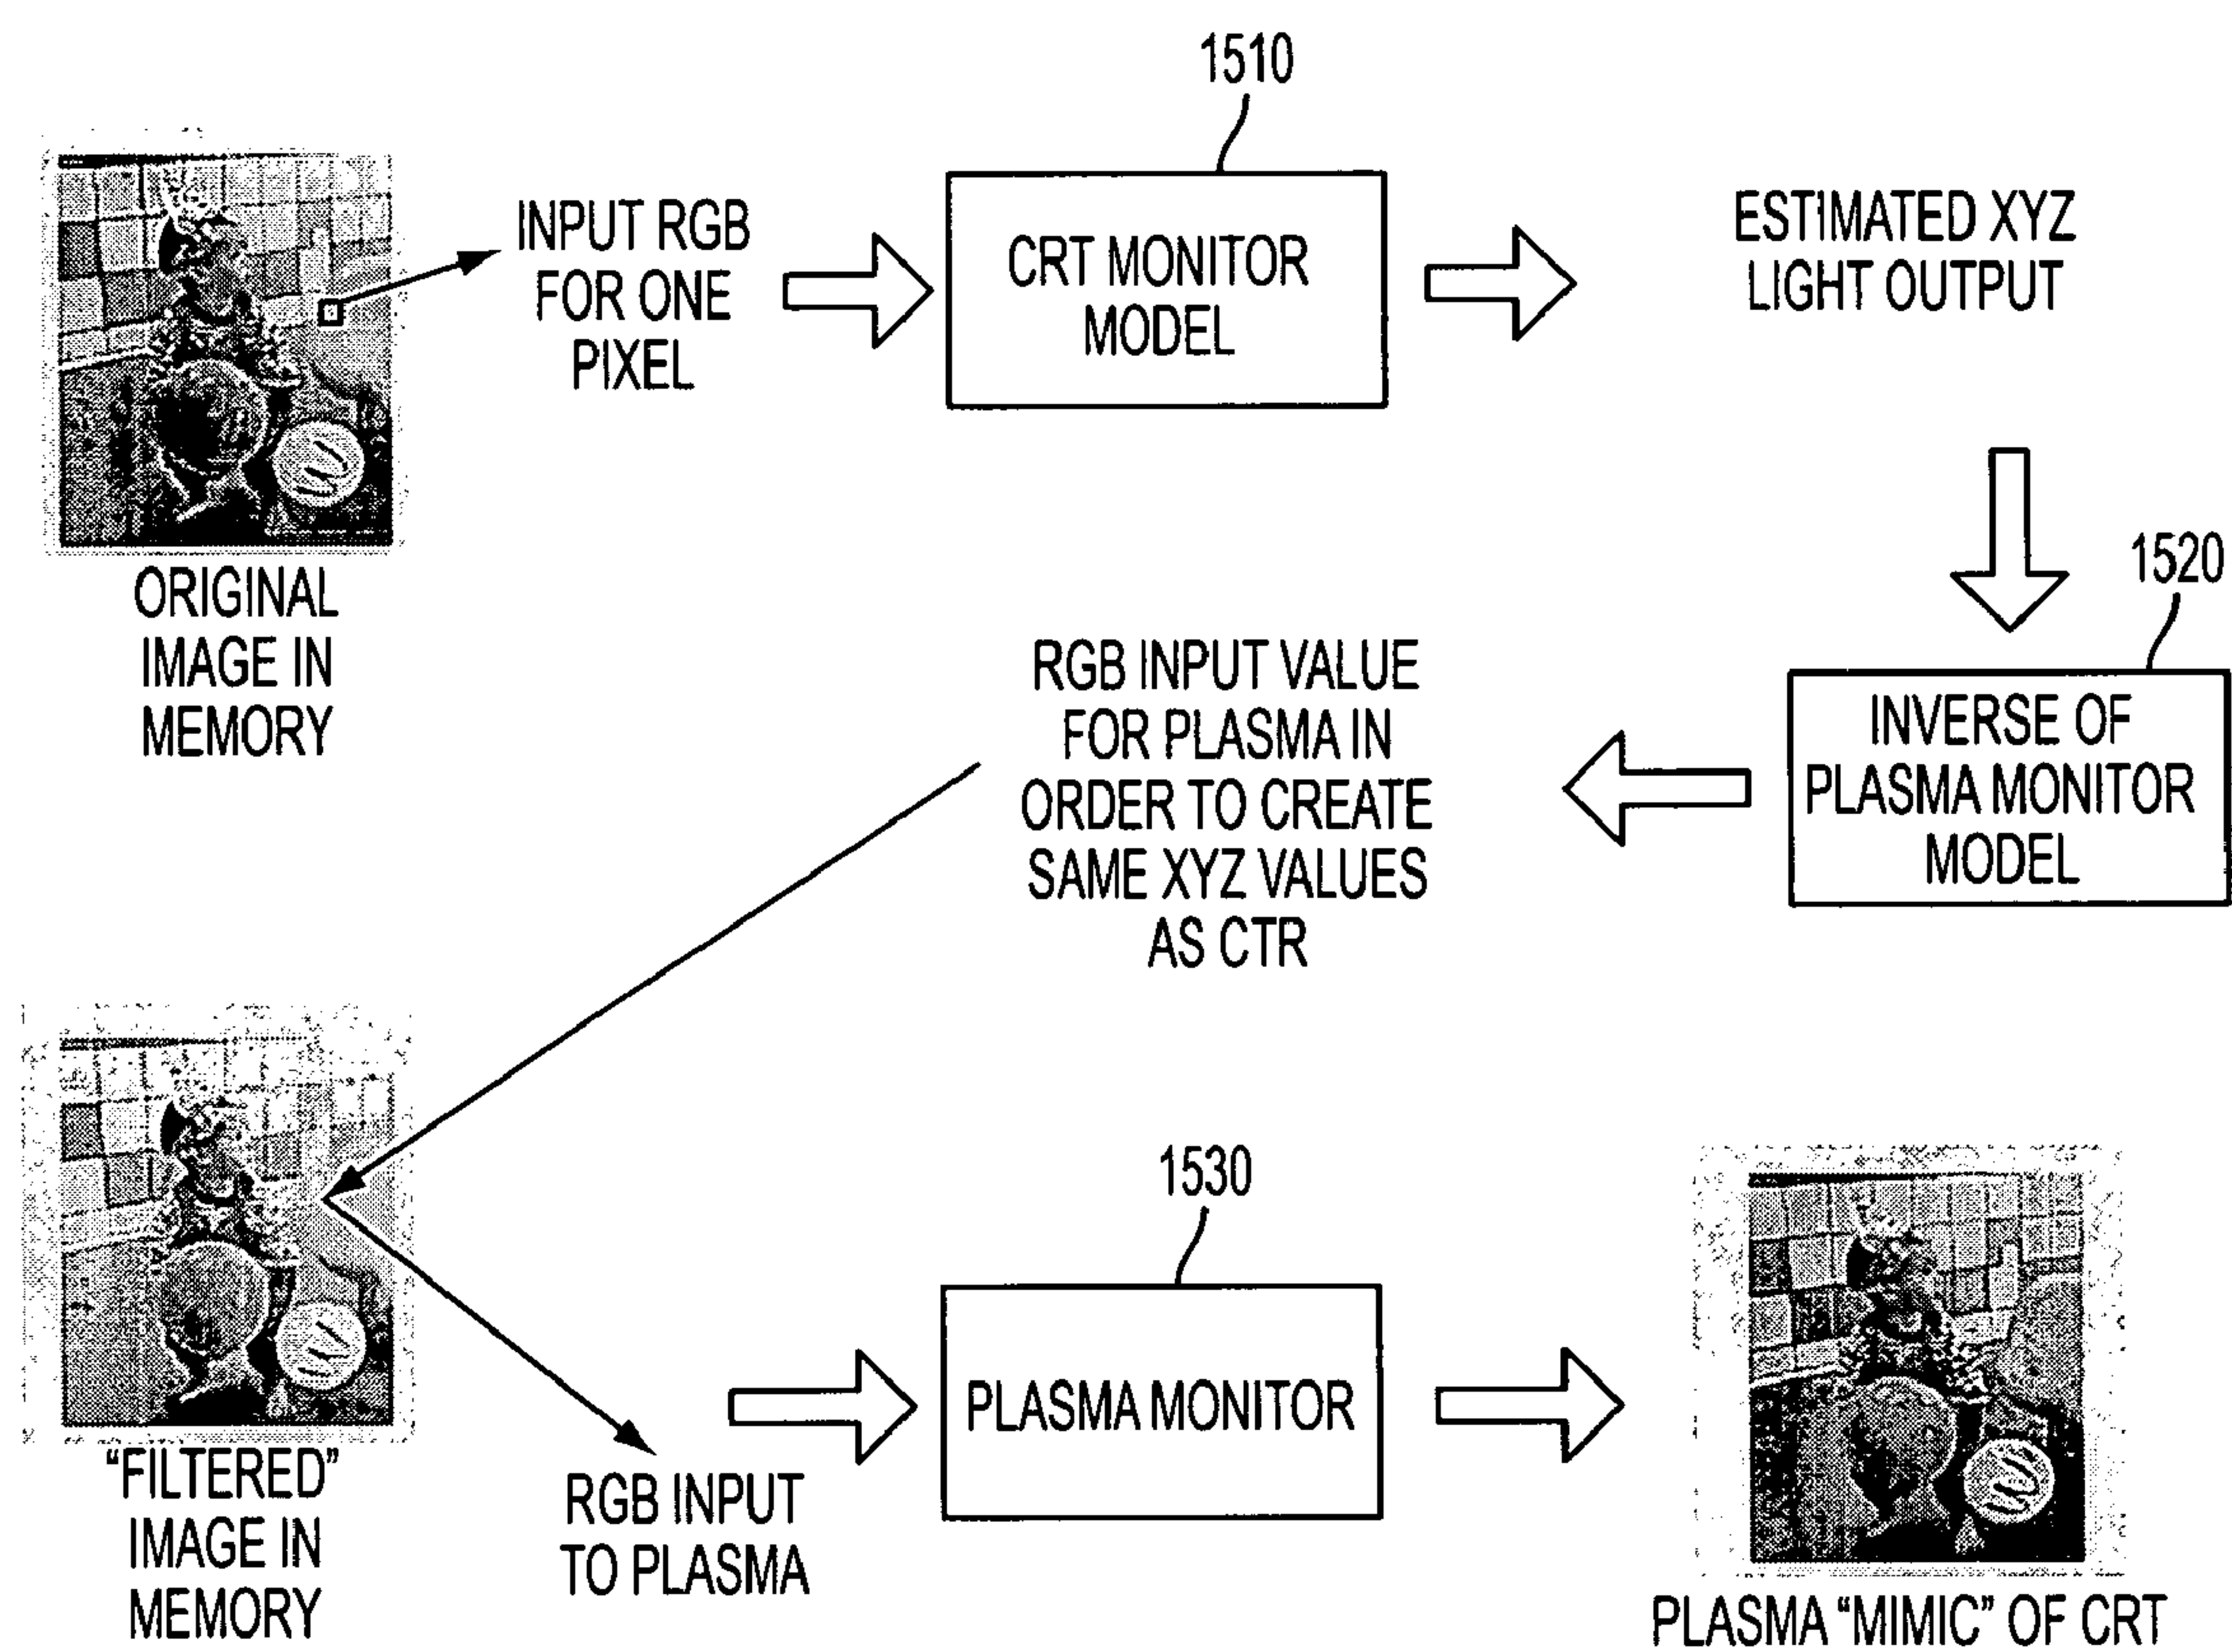 1510
INPUT RGB
FOR ONE
PIXEL
CRT MONITOR
MODEL
ESTIMATED XYZ
LIGHT OUTPUT
ORIGINAL
IMAGE IN
MEMORY
1520
INVERSE OF
PLASMA MONITOR
MODEL
RGB INPUT VALUE
FOR PLASMA IN
ORDER TO CREATE
SAME XYZ VALUES
AS CTR
"FILTERED"
IMAGE IN
MEMORY
RGB INPUT
TO PLASMA
1530
PLASMA MONITOR
PLASMA "MIMIC" OF CRT